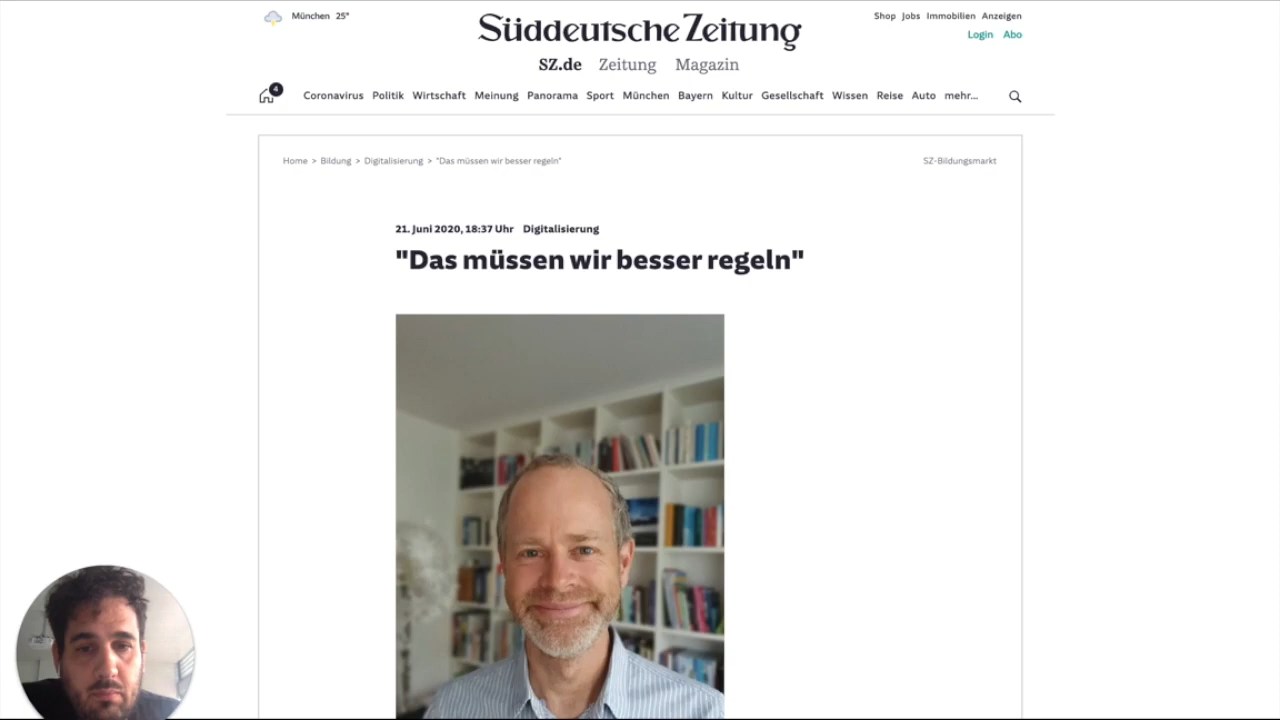 München 25°
Shop Jobs Immobilien Anzeigen
Süddeutsche Zeitung
Login Abo
SZ.de Zeitung Magazin
4
Coronavirus Politik Wirtschaft Meinung Panorama Sport München Bayern Kultur Gesellschaft Wissen Reise Auto mehr...
Home > Bildung > Digitalisierung > "Das müssen wir besser regeln"
SZ-Bildungsmarkt
21. Juni 2020, 18:37 Uhr Digitalisierung
"Das müssen wir besser regeln"